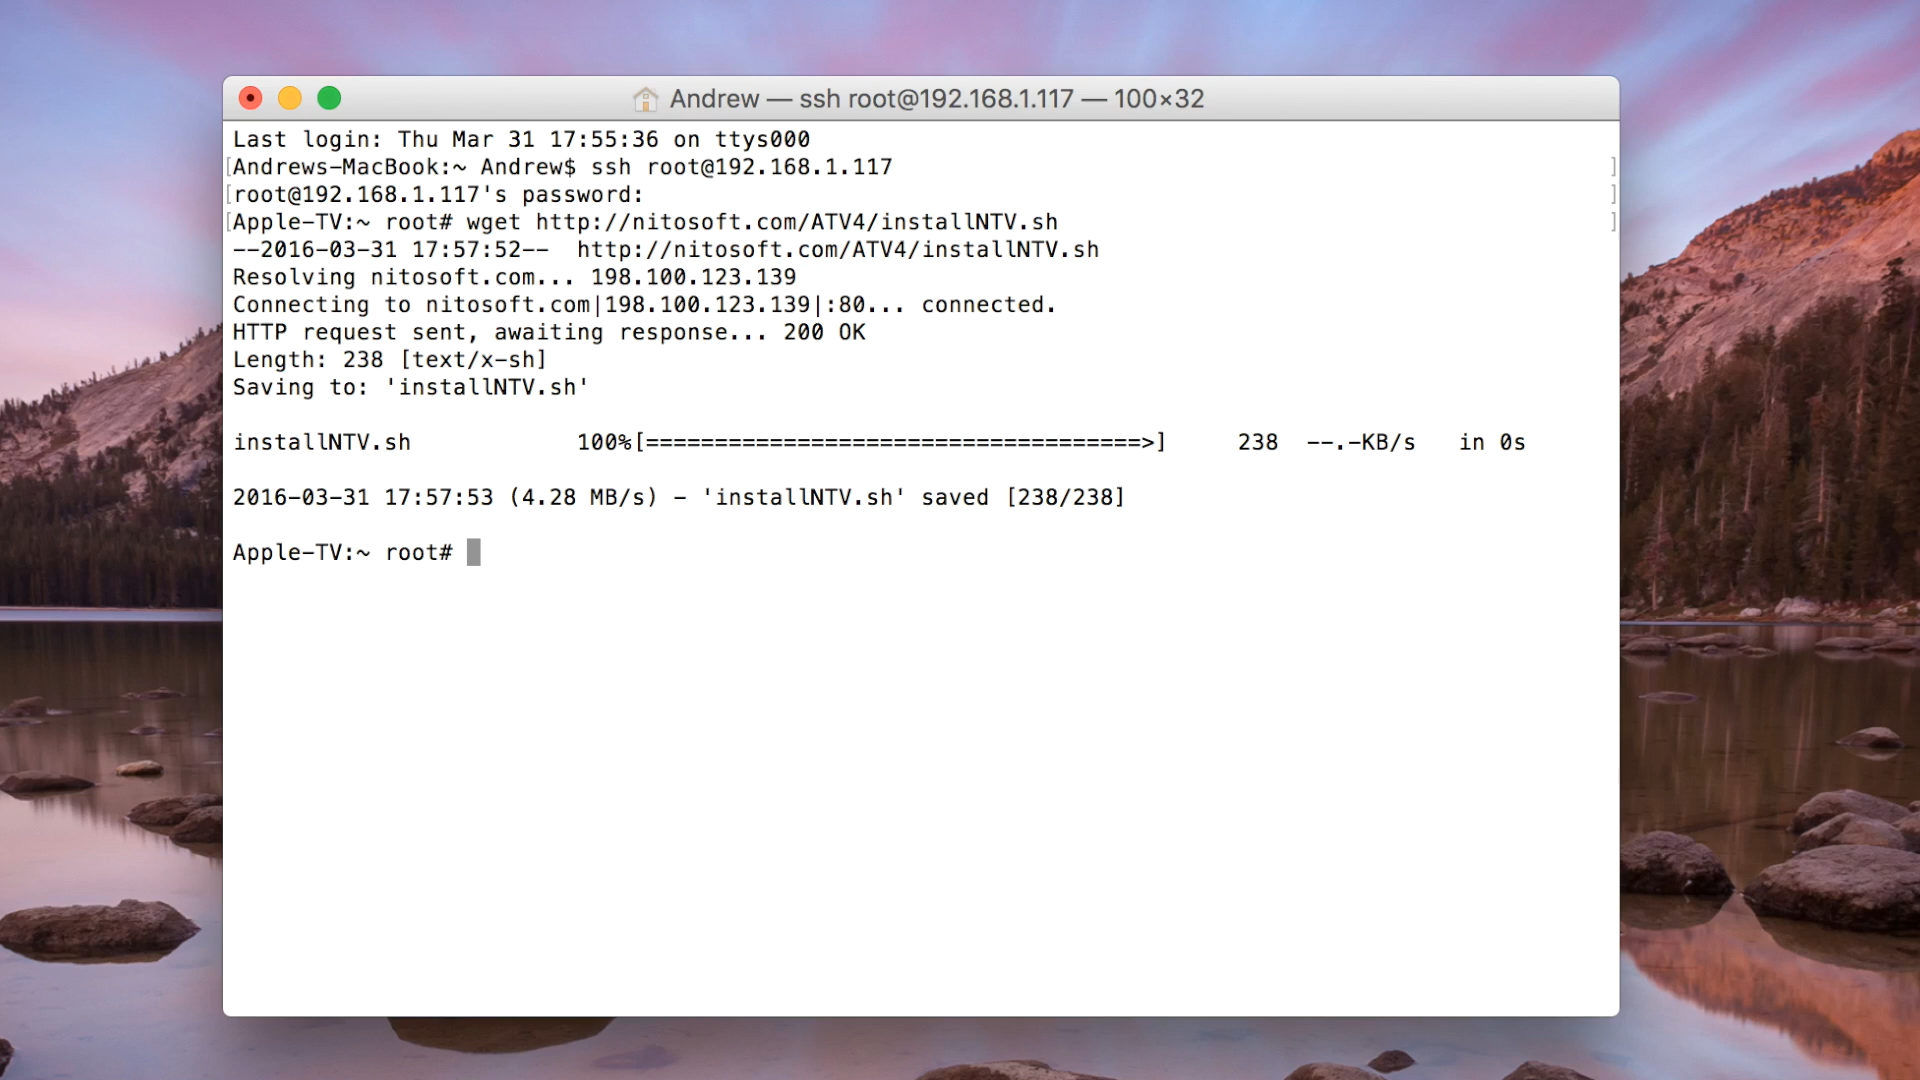 Andrew — ssh root@192.168.1.117 — 100×32
Last login: Thu Mar 31 17:55:36 on ttys000
[Andrews-MacBook:~ Andrew$ ssh root@192.168.1.117 ]
[root@192.168.1.117's password: ]
[Apple-TV:~ root# wget http://nitosoft.com/ATV4/installNTV.sh ]
--2016-03-31 17:57:52--  http://nitosoft.com/ATV4/installNTV.sh
Resolving nitosoft.com... 198.100.123.139
Connecting to nitosoft.com|198.100.123.139|:80... connected.
HTTP request sent, awaiting response... 200 OK
Length: 238 [text/x-sh]
Saving to: 'installNTV.sh'
installNTV.sh            100%[====================================>]     238  --.-KB/s   in 0s
2016-03-31 17:57:53 (4.28 MB/s) - 'installNTV.sh' saved [238/238]
Apple-TV:~ root#